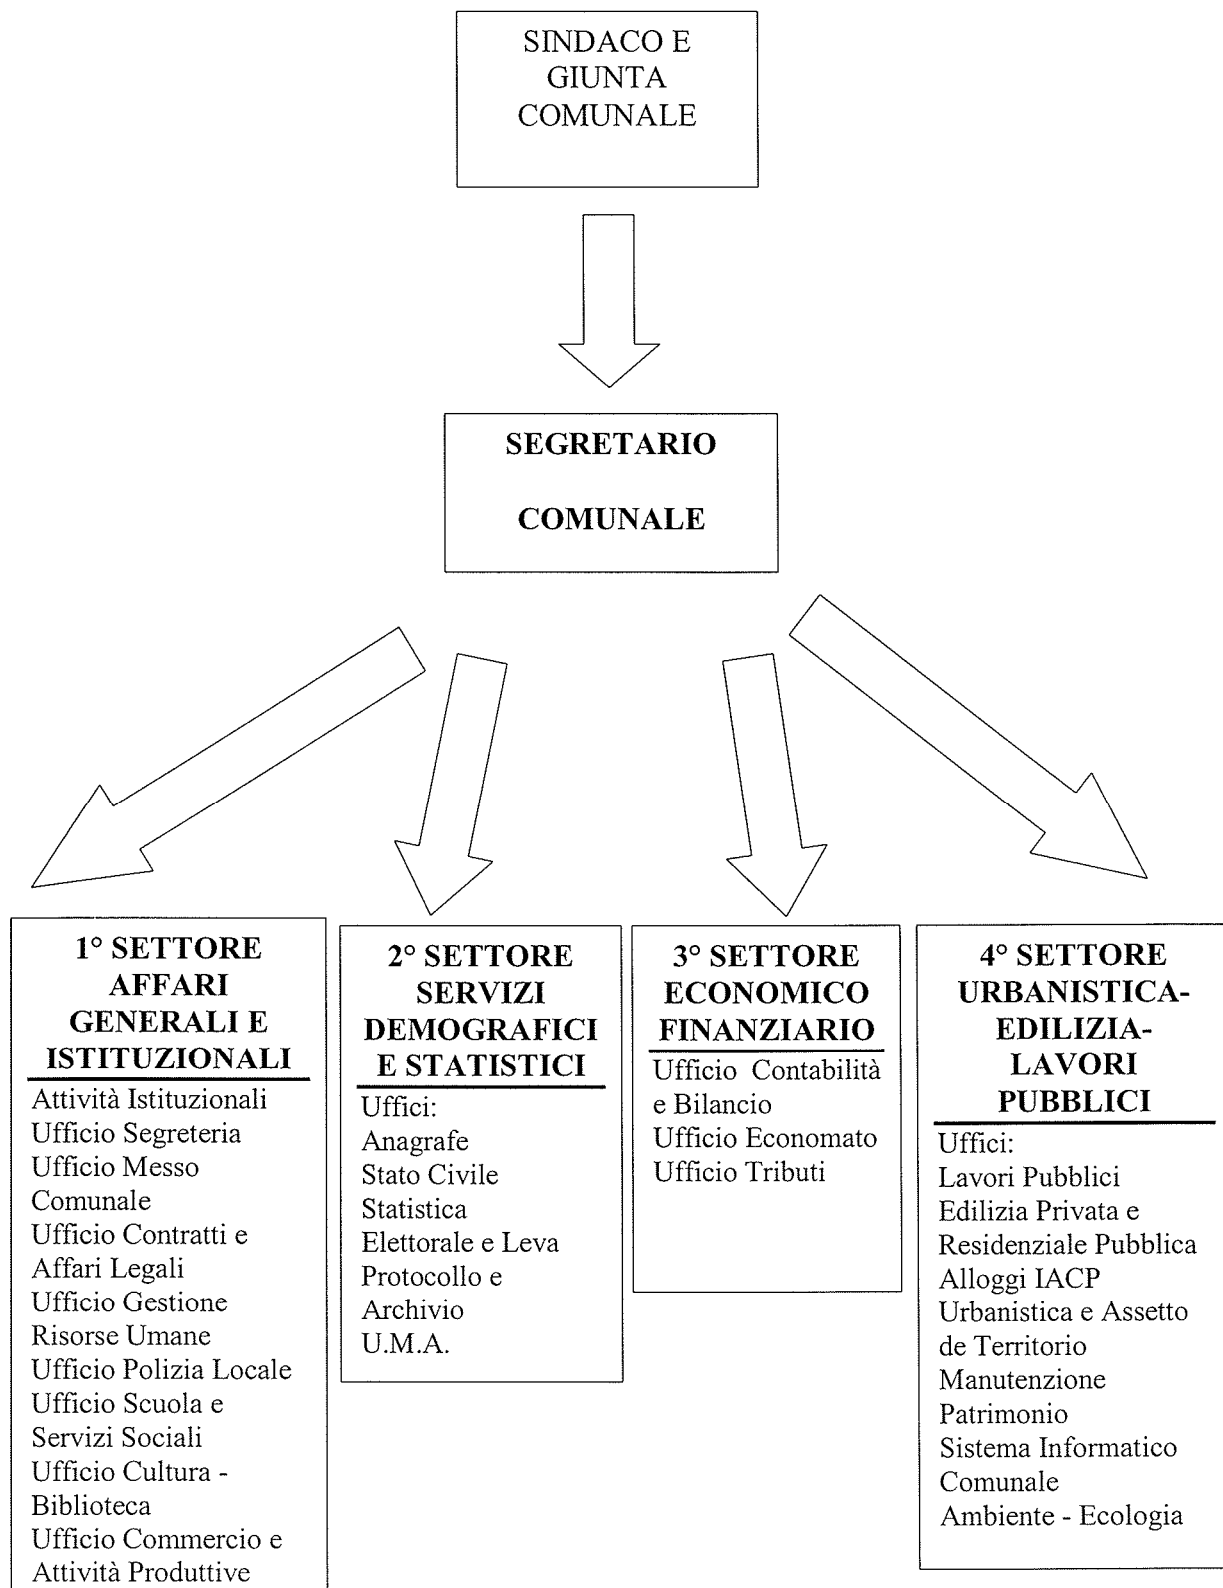 SINDACO E
GIUNTA
COMUNALE
SEGRETARIO
COMUNALE
1° SETTORE
AFFARI
GENERALI E
ISTITUZIONALI
Attività Istituzionali
Ufficio Segreteria
Ufficio Messo
Comunale
Ufficio Contratti e
Affari Legali
Ufficio Gestione
Risorse Umane
Ufficio Polizia Locale
Ufficio Scuola e
Servizi Sociali
Ufficio Cultura -
Biblioteca
Ufficio Commercio e
Attività Produttive
2° SETTORE
SERVIZI
DEMOGRAFICI
E STATISTICI
Uffici:
Anagrafe
Stato Civile
Statistica
Elettorale e Leva
Protocollo e
Archivio
U.M.A.
3° SETTORE
ECONOMICO
FINANZIARIO
Ufficio Contabilità
e Bilancio
Ufficio Economato
Ufficio Tributi
4° SETTORE
URBANISTICA-
EDILIZIA-
LAVORI
PUBBLICI
Uffici:
Lavori Pubblici
Edilizia Privata e
Residenziale Pubblica
Alloggi IACP
Urbanistica e Assetto
de Territorio
Manutenzione
Patrimonio
Sistema Informatico
Comunale
Ambiente - Ecologia